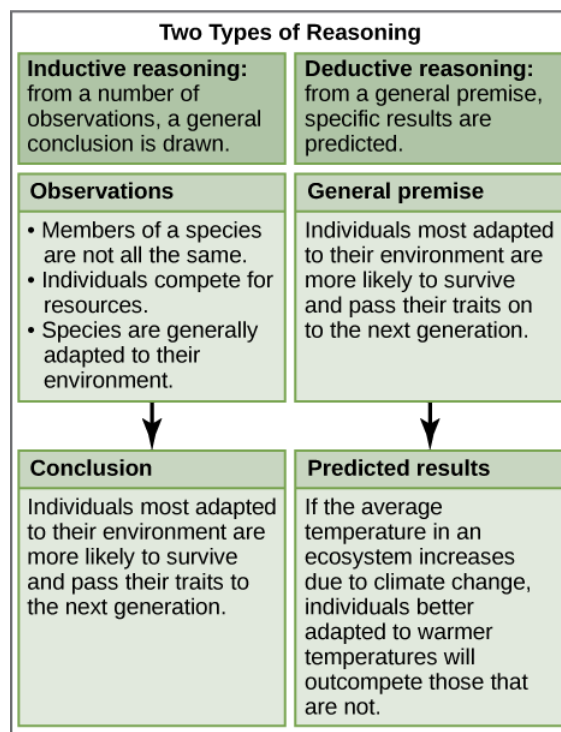 Two Types of Reasoning
Inductive reasoning:
from a number of
observations, a general
conclusion is drawn.
Deductive reasoning:
from a general premise,
specific results are
predicted.
Observations
• Members of a species
are not all the same.
• Individuals compete for
resources.
• Species are generally
adapted to their
environment.
General premise
Individuals most adapted
to their environment are
more likely to survive
and pass their traits on
to the next generation.
Conclusion
Individuals most adapted
to their environment are
more likely to survive
and pass their traits to
the next generation.
Predicted results
If the average
temperature in an
ecosystem increases
due to climate change,
individuals better
adapted to warmer
temperatures will
outcompete those that
are not.